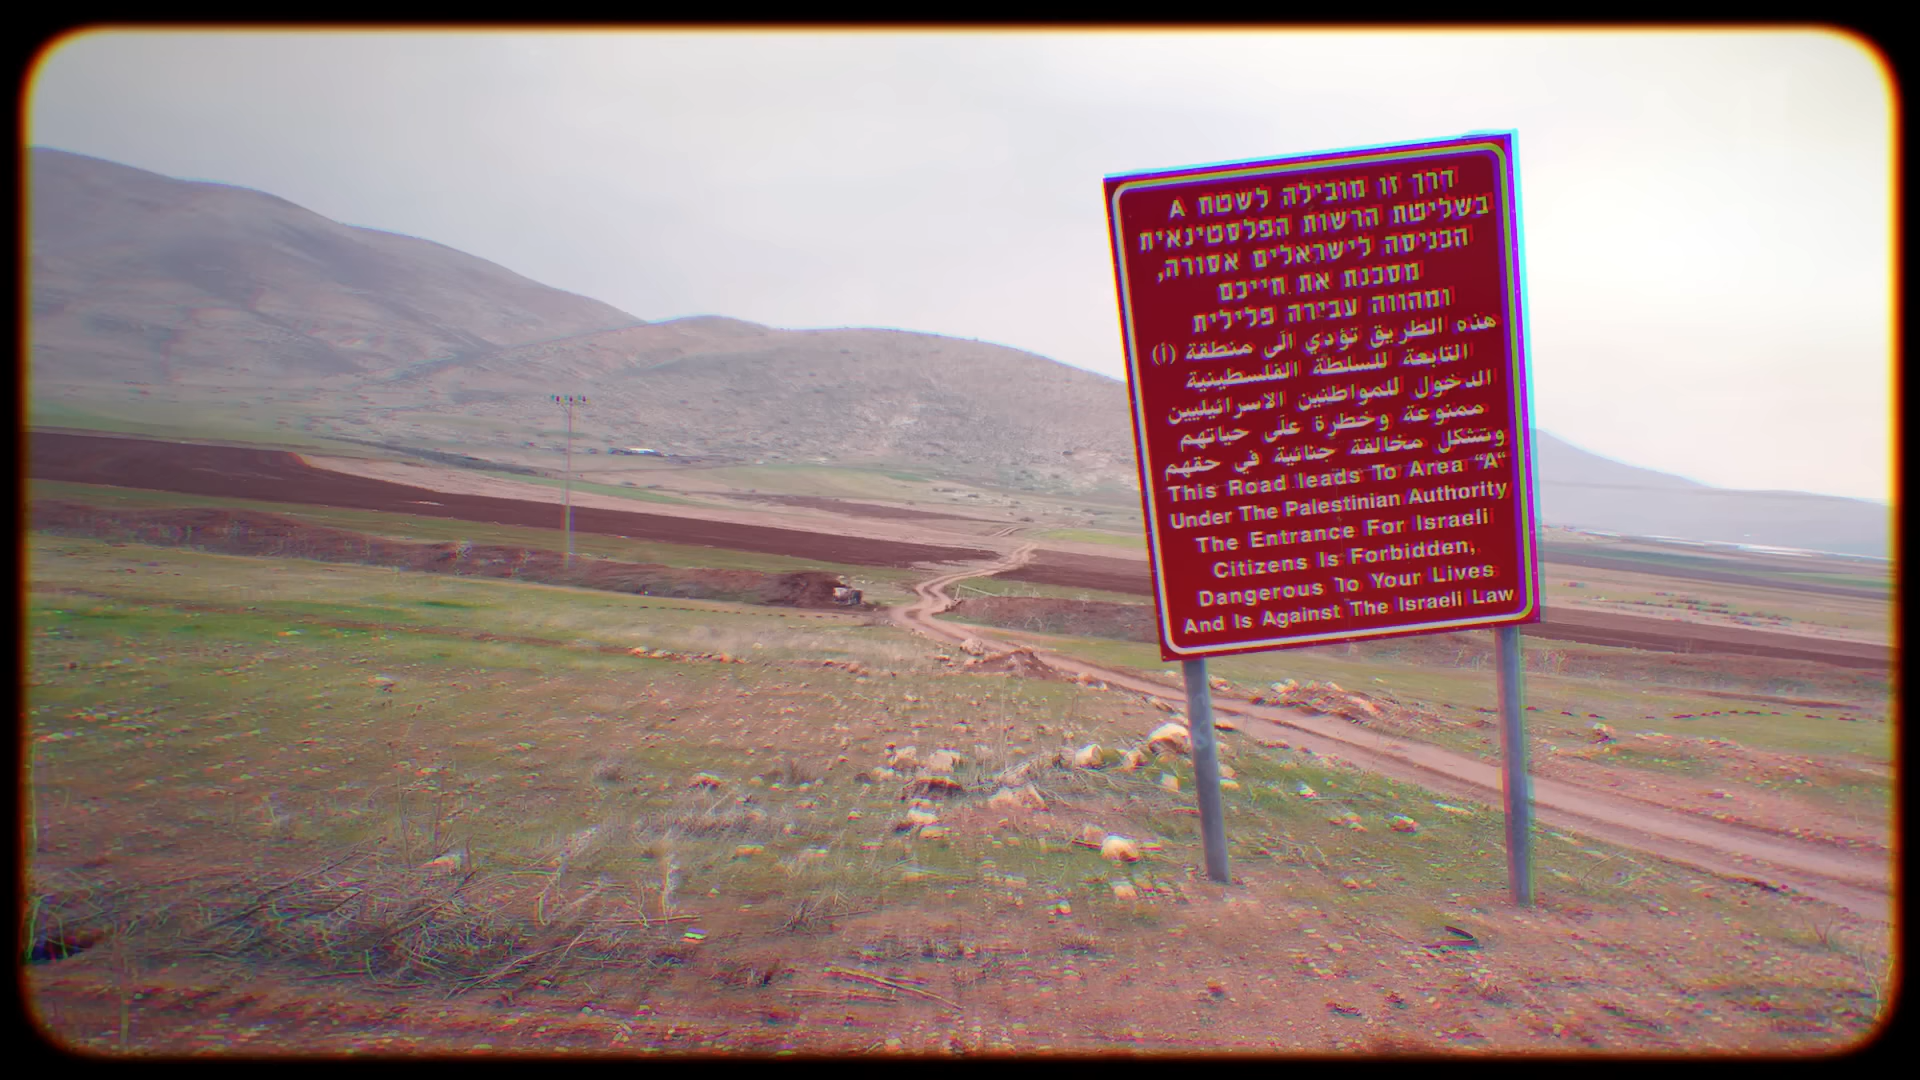 דרך זו מובילה לשטח A
בשליטת הרשות הפלסטינאית
הכניסה לישראלים אסורה,
מסכנת את חייכם
ומהווה עבירה פלילית
هذه الطريق تؤدي الى منطقة (أ)
التابعة للسلطة الفلسطينية
الدخول للمواطنين الاسرائيليين
ممنوعة وخطرة على حياتهم
وتشكل مخالفة جنائية في حقهم
This Road leads To Area "A"
Under The Palestinian Authority
The Entrance For Israeli
Citizens Is Forbidden,
Dangerous To Your Lives
And Is Against The Israeli Law